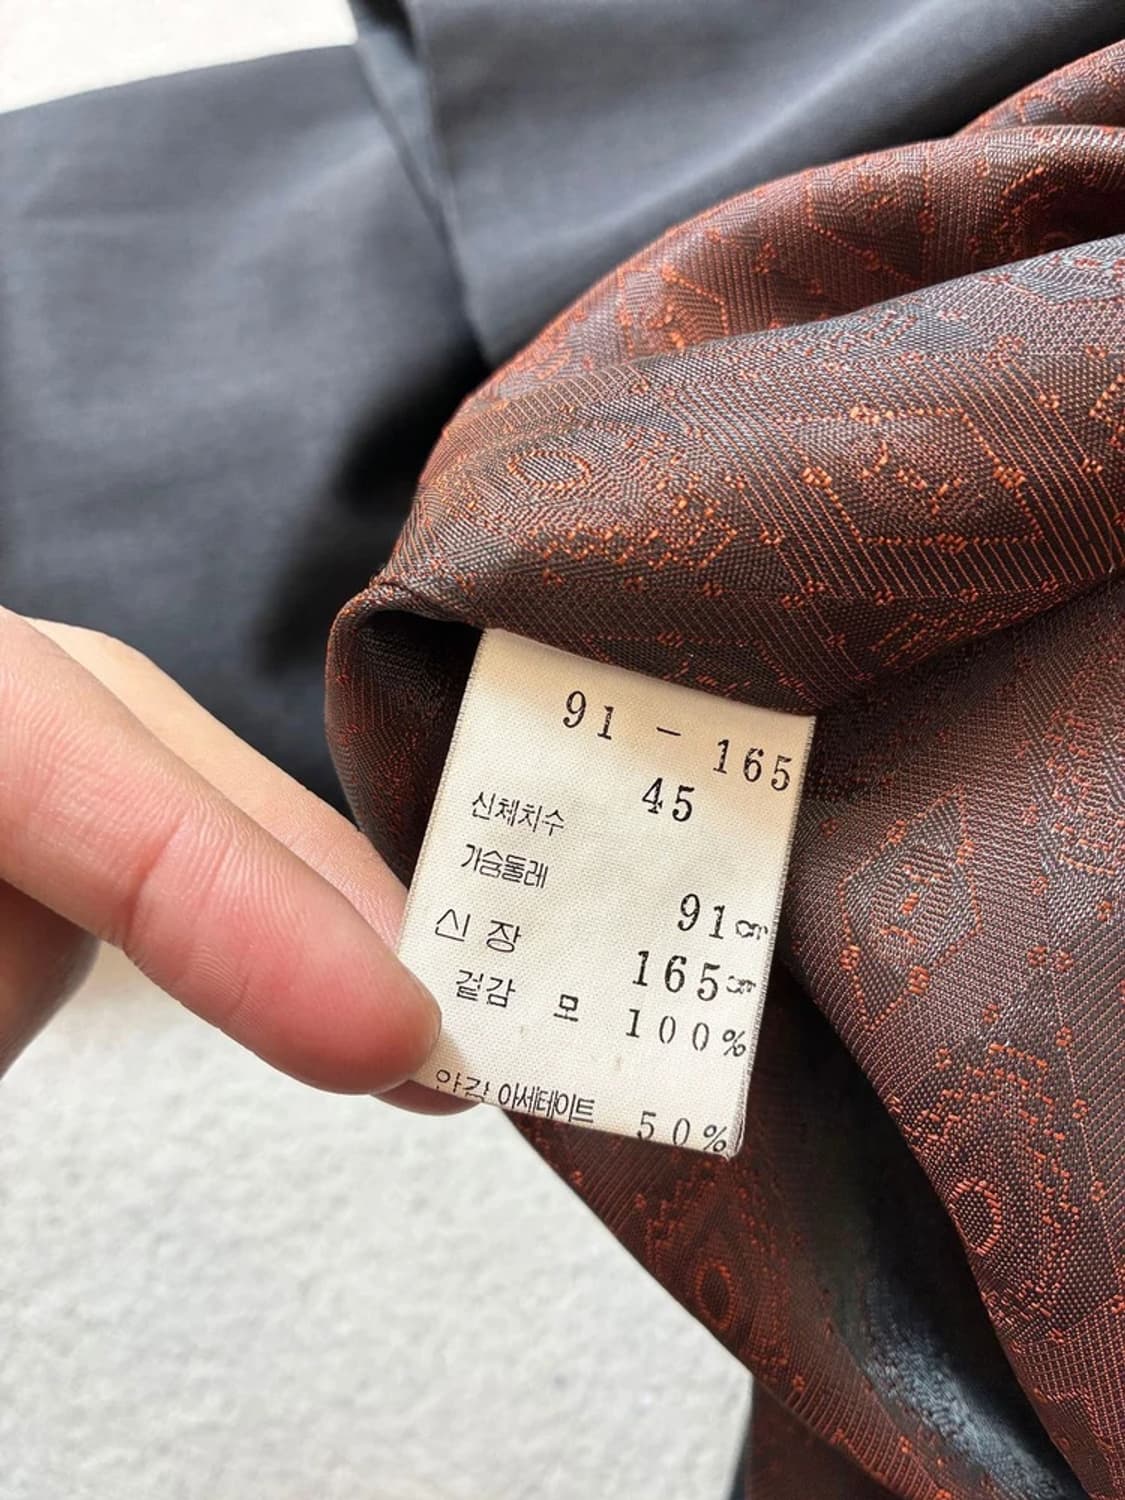 91 - 165
45
신체치수
가슴둘레 91cm
신장 165cm
겉감 모 100%
안감 아세테이트 50%